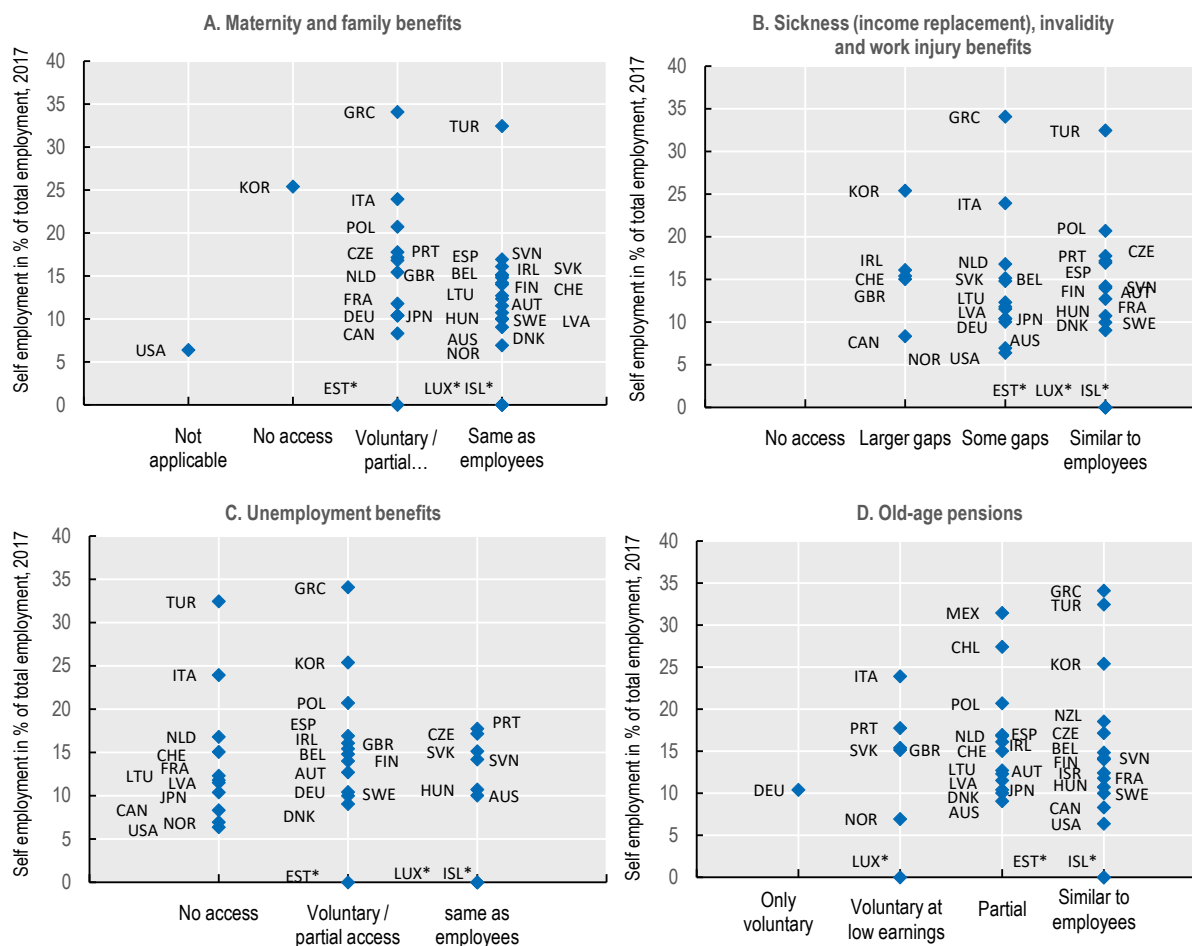 A. Maternity and family benefits
Self employment in % of total employment, 2017
40
35
30
25
20
15
10
5
0
GRC
TUR
KOR
ITA
POL
CZE PRT ESP SVN
NLD GBR BEL IRL SVK
FIN CHE
FRA LTU AUT
DEU JPN HUN SWE LVA
CAN AUS DNK
USA NOR
EST* LUX* ISL*
Not applicable
No access
Voluntary / partial…
Same as employees
B. Sickness (income replacement), invalidity
and work injury benefits
Self employment in % of total employment, 2017
40
35
30
25
20
15
10
5
0
GRC
TUR
KOR
ITA
POL
IRL NLD PRT CZE
CHE SVK BEL ESP
GBR LTU FIN SVN
AUT
LVA JPN HUN FRA
DEU DNK SWE
CAN AUS
NOR USA
EST* LUX* ISL*
No access
Larger gaps
Some gaps
Similar to employees
C. Unemployment benefits
Self employment in % of total employment, 2017
40
35
30
25
20
15
10
5
0
GRC
TUR
KOR
ITA
POL
ESP PRT
NLD IRL GBR CZE
CHE BEL FIN SVK SVN
FRA
LTU AUT
LVA
JPN DEU SWE HUN AUS
CAN DNK
USA NOR
EST* LUX* ISL*
No access
Voluntary / partial access
same as employees
D. Old-age pensions
Self employment in % of total employment, 2017
40
35
30
25
20
15
10
5
0
GRC
MEX TUR
CHL
KOR
ITA
POL NZL
PRT NLD ESP CZE
SVK GBR CHE IRL BEL
FIN SVN
LTU AUT ISR
DEU LVA JPN HUN FRA
DNK SWE
NOR AUS CAN
USA
LUX* EST* ISL*
Only voluntary
Voluntary at low earnings
Partial
Similar to employees